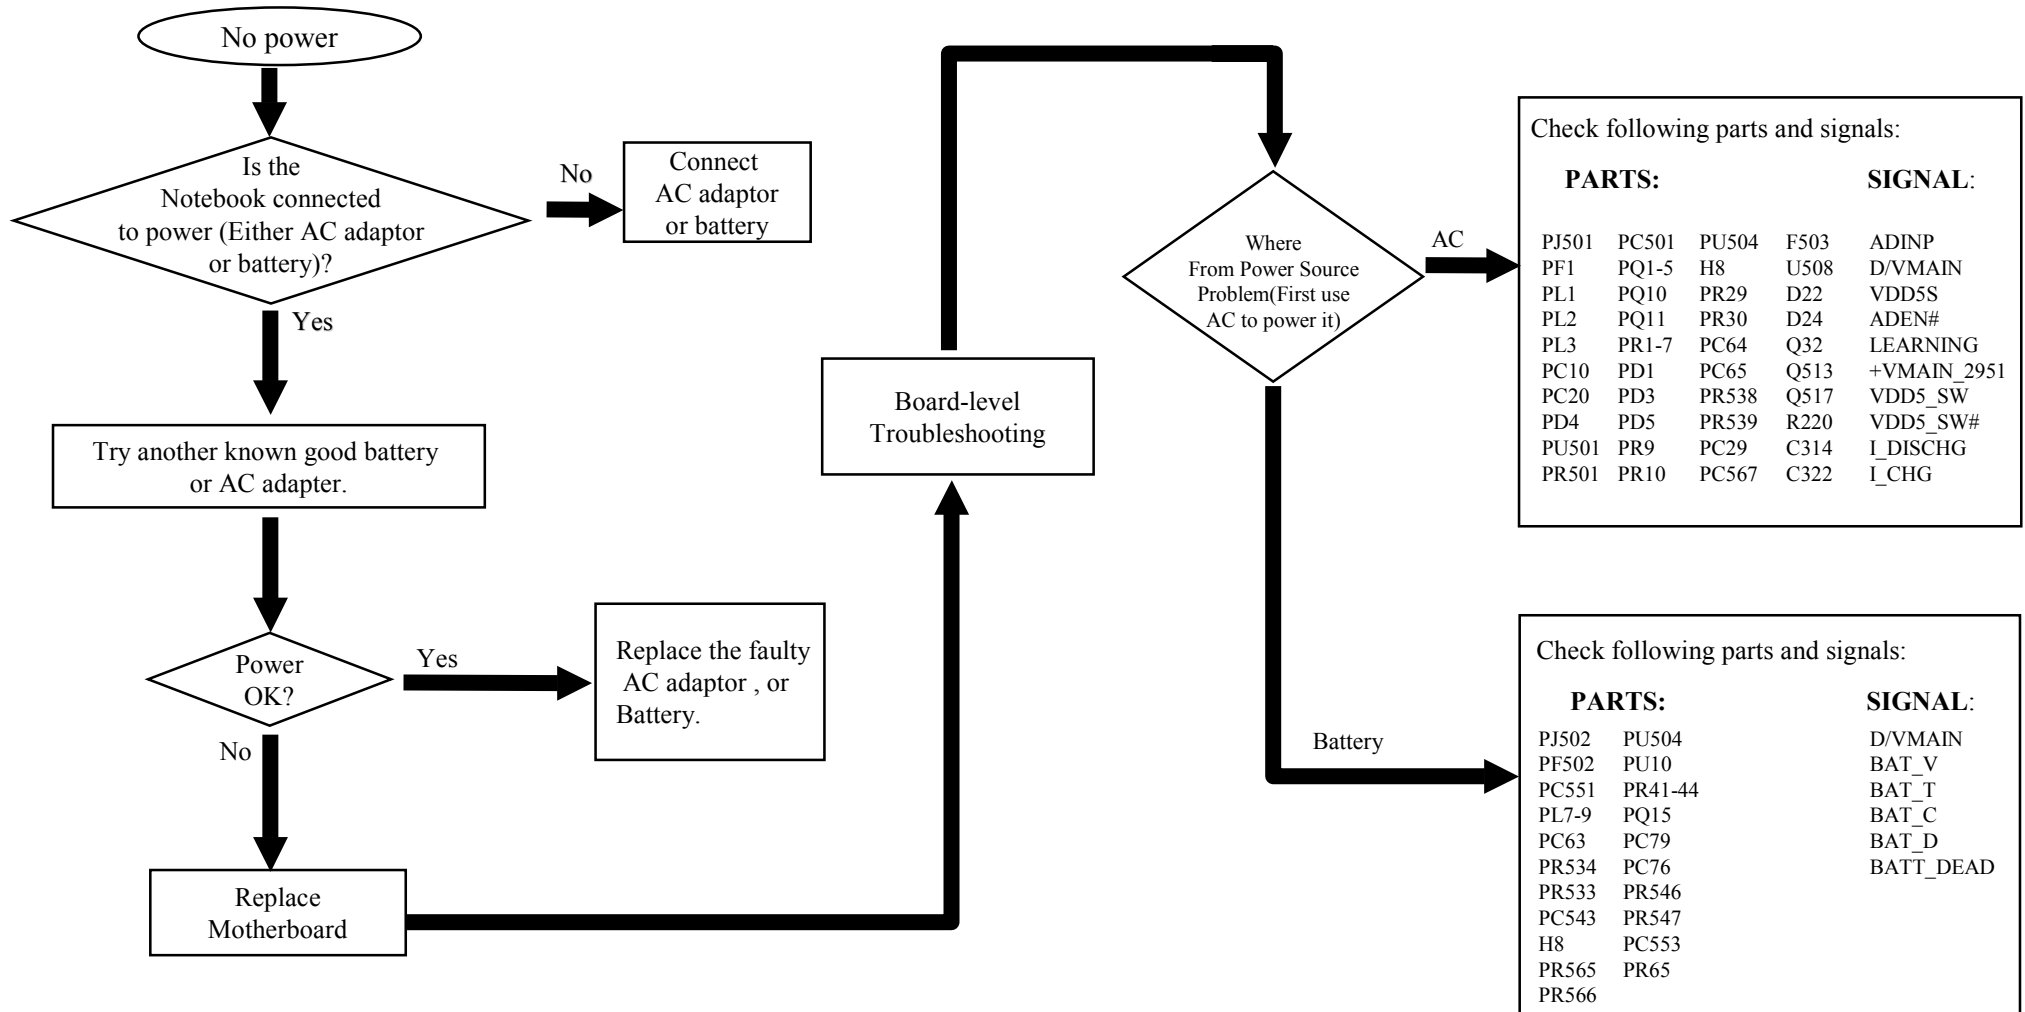 No power
Is the
Notebook connected
to power (Either AC adaptor
or battery)?
No
Connect
AC adaptor
or battery
Yes
Try another known good battery
or AC adapter.
Power
OK?
Yes
Replace the faulty
AC adaptor , or
Battery.
No
Replace
Motherboard
Board-level
Troubleshooting
Where
From Power Source
Problem(First use
AC to power it)
AC
Battery
Check following parts and signals:
PARTS: SIGNAL:
PJ501 PC501 PU504 F503 ADINP
PF1 PQ1-5 H8 U508 D/VMAIN
PL1 PQ10 PR29 D22 VDD5S
PL2 PQ11 PR30 D24 ADEN#
PL3 PR1-7 PC64 Q32 LEARNING
PC10 PD1 PC65 Q513 +VMAIN_2951
PC20 PD3 PR538 Q517 VDD5_SW
PD4 PD5 PR539 R220 VDD5_SW#
PU501 PR9 PC29 C314 I_DISCHG
PR501 PR10 PC567 C322 I_CHG
Check following parts and signals:
PARTS: SIGNAL:
PJ502 PU504 D/VMAIN
PF502 PU10 BAT_V
PC551 PR41-44 BAT_T
PL7-9 PQ15 BAT_C
PC63 PC79 BAT_D
PR534 PC76 BATT_DEAD
PR533 PR546
PC543 PR547
H8 PC553
PR565 PR65
PR566